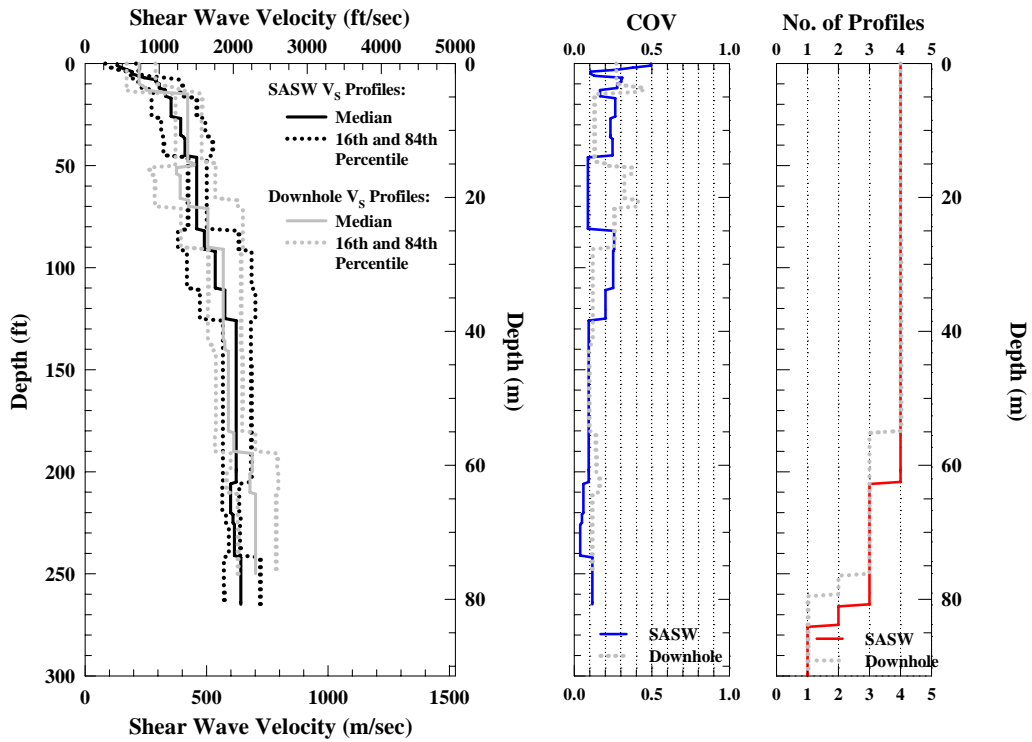 Shear Wave Velocity (ft/sec)
0 1000 2000 3000 4000 5000
COV
0.0 0.5 1.0
No. of Profiles
0 1 2 3 4 5
0
50
100
150
200
250
300
Depth (ft)
SASW VS Profiles:
Median
16th and 84th
Percentile
Downhole VS Profiles:
Median
16th and 84th
Percentile
0
20
40
60
80
Depth (m)
0 500 1000 1500
Shear Wave Velocity (m/sec)
SASW
Downhole
0.0 0.5 1.0
SASW
Downhole
0 1 2 3 4 5
0
20
40
60
80
Depth (m)